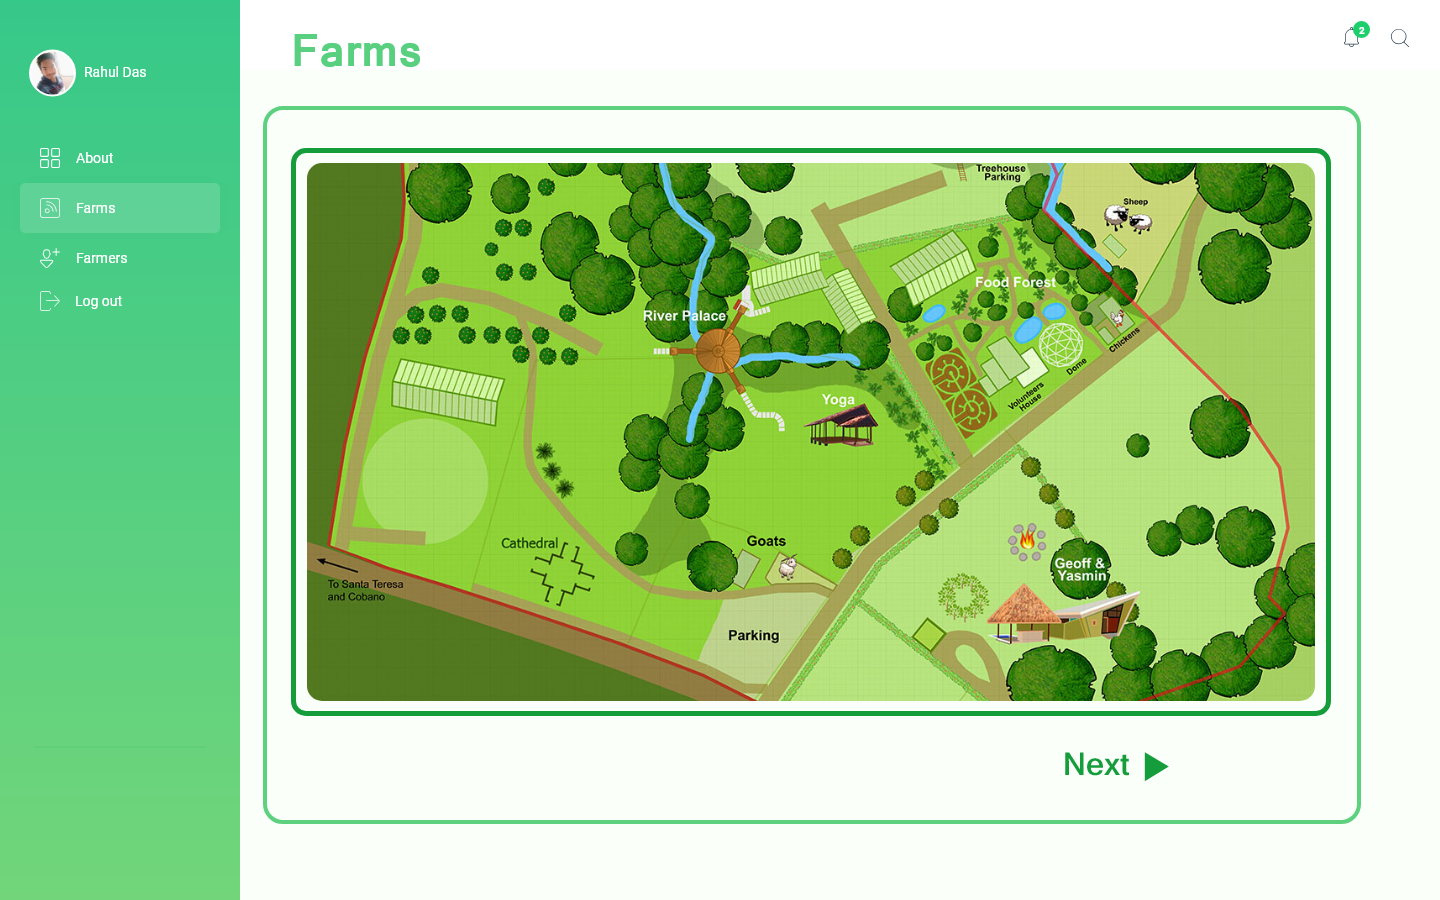 Farms
2
Rahul Das
About
Farms
Farmers
Log out
Treehouse
Parking
Sheep
Food Forest
River Palace
Chickens
Dome
Volunteers
House
Yoga
Cathedral
Goats
Geoff &
Yasmin
To Santa Teresa
and Cobano
Parking
Next